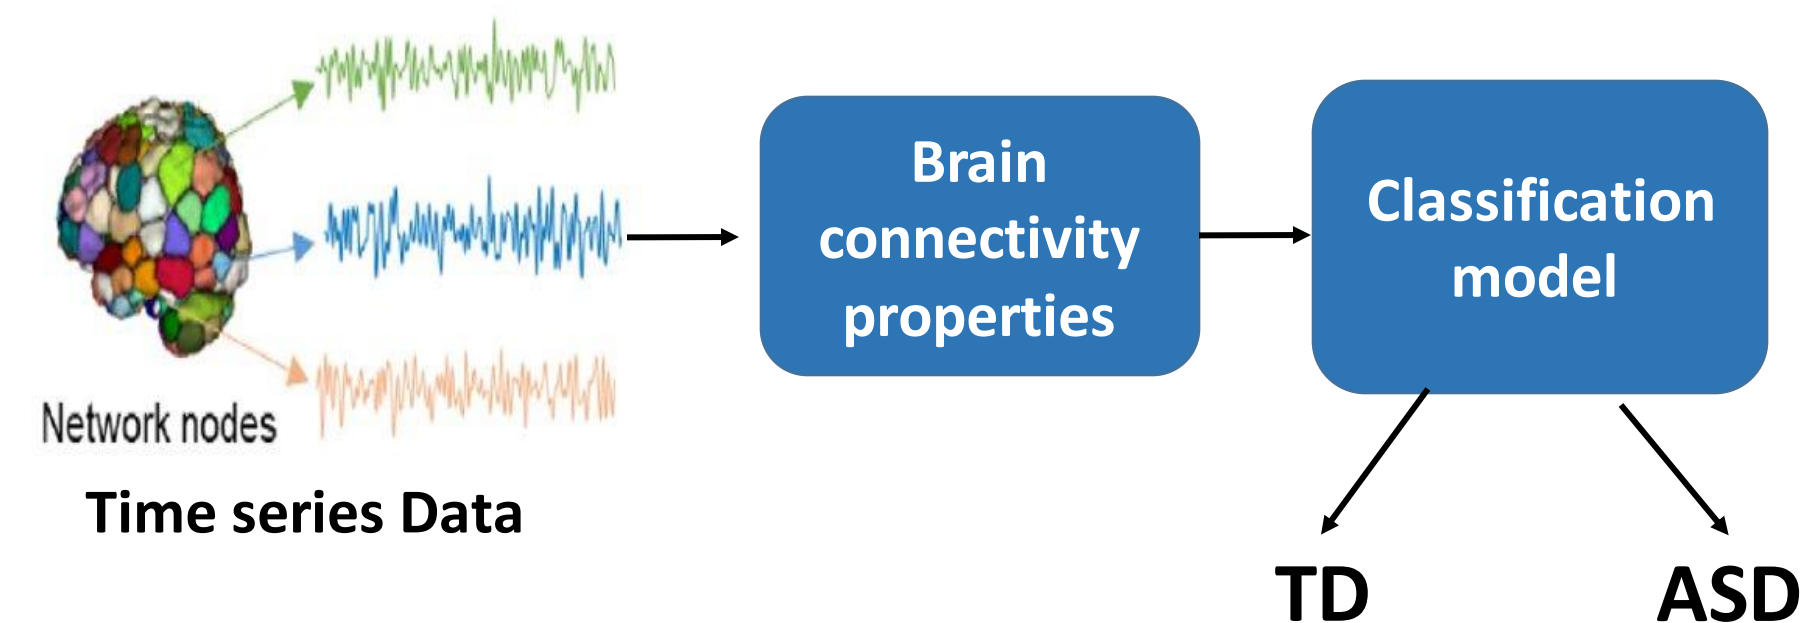 Network nodes
Time series Data
Brain
connectivity
properties
Classification
model
TD
ASD